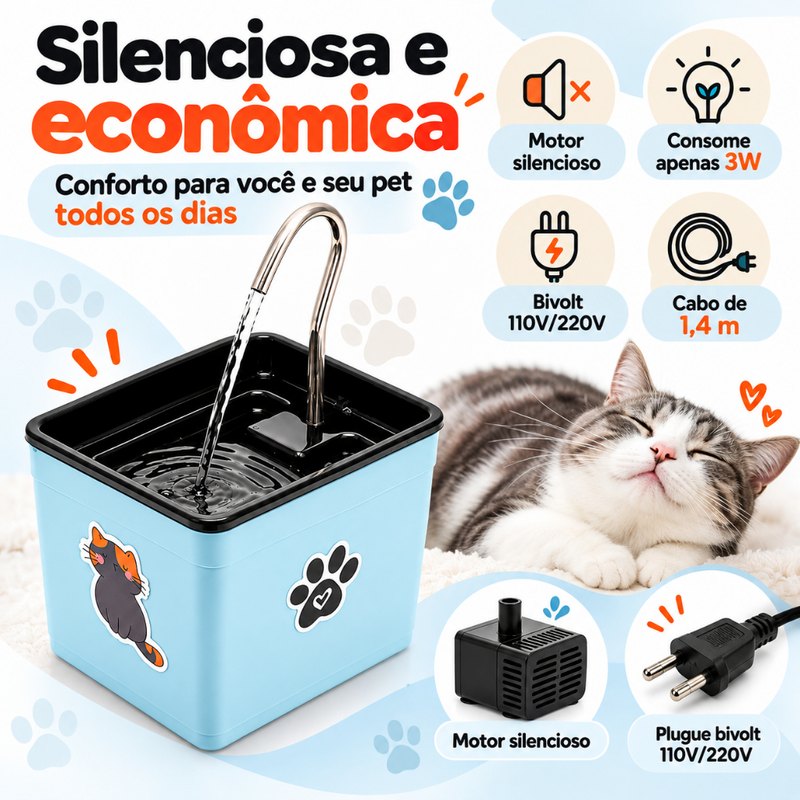 Silenciosa e
econômica
Conforto para você e seu pet
todos os dias
Motor
silencioso
Consome
apenas 3W
Bivolt
110V/220V
Cabo de
1,4 m
Motor silencioso
Plugue bivolt
110V/220V